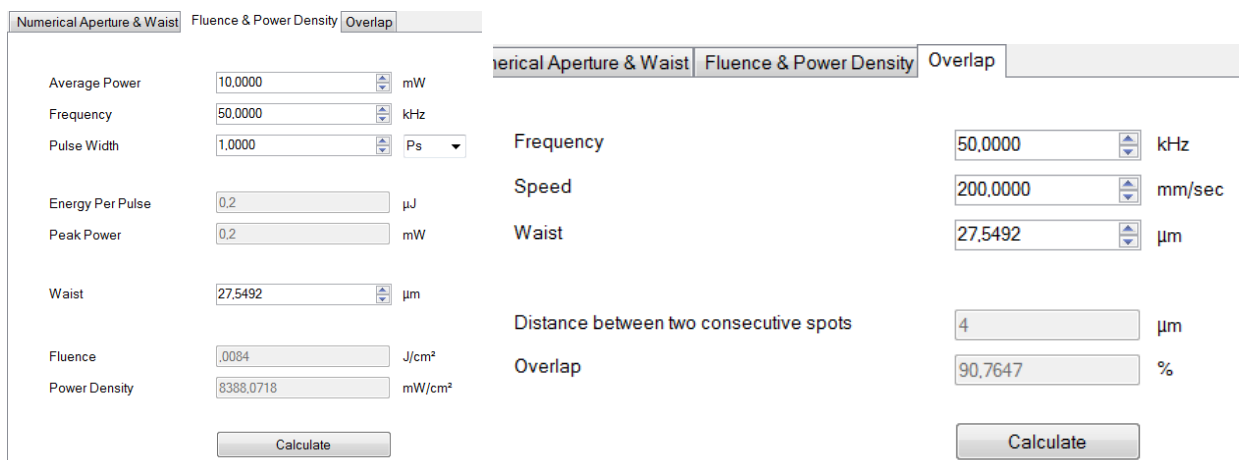 Numerical Aperture & Waist Fluence & Power Density Overlap
Average Power 10,0000 mW
Frequency 50,0000 kHz
Pulse Width 1,0000 Ps
Energy Per Pulse 0,2 µJ
Peak Power 0,2 mW
Waist 27,5492 µm
Fluence ,0084 J/cm²
Power Density 8388,0718 mW/cm²
Calculate
nerical Aperture & Waist Fluence & Power Density Overlap
Frequency 50,0000 kHz
Speed 200,0000 mm/sec
Waist 27,5492 µm
Distance between two consecutive spots 4 µm
Overlap 90,7647 %
Calculate